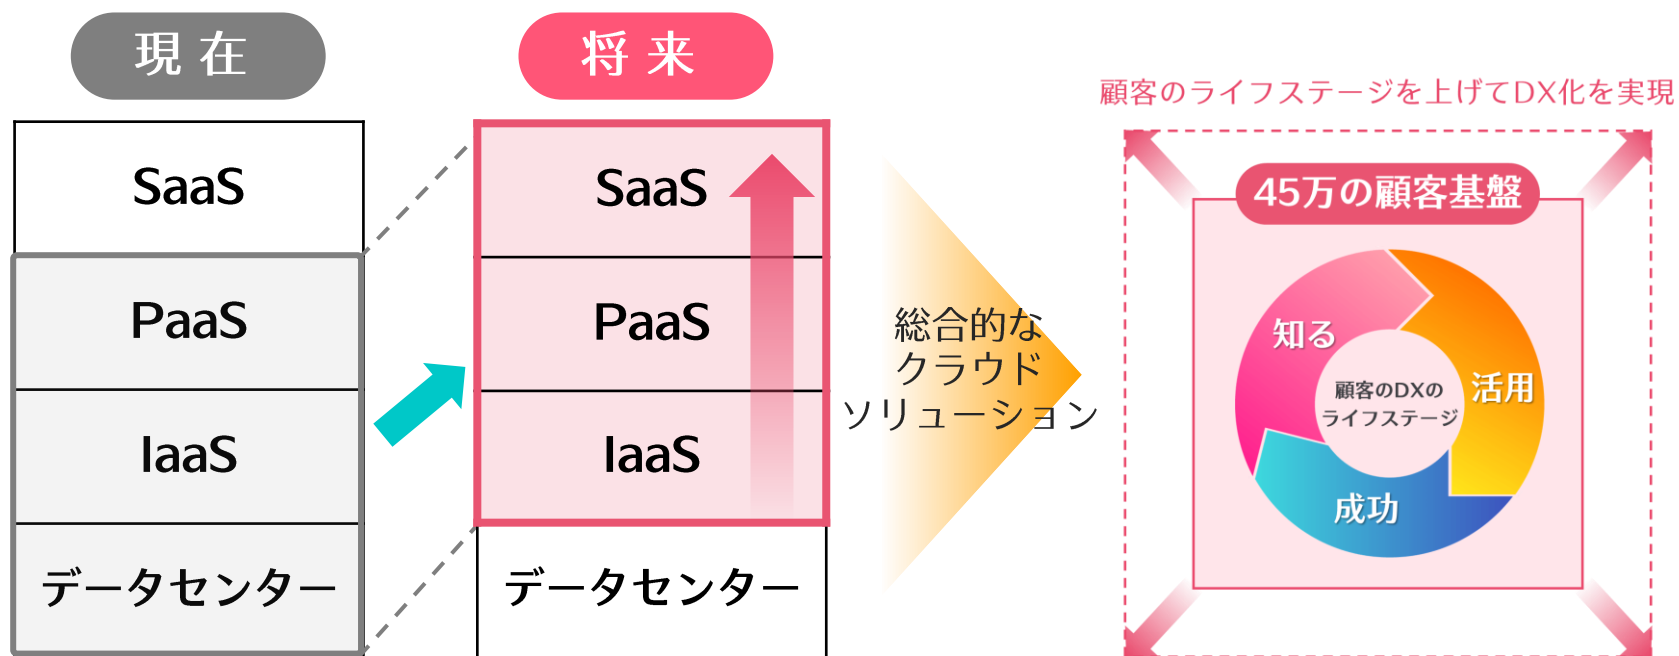 現在
SaaS
PaaS
IaaS
データセンター
将来
SaaS
PaaS
IaaS
データセンター
総合的な
クラウド
ソリューション
顧客のライフステージを上げてDX化を実現
45万の顧客基盤
知る
活用
成功
顧客のDXの
ライフステージ